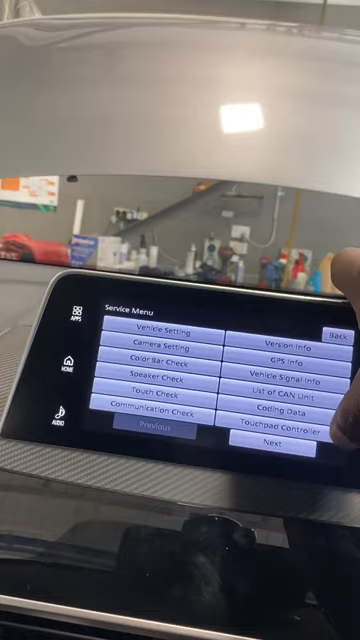 Service Menu
Back
Vehicle Setting
Version Info
Camera Setting
GPS Info
Color Bar Check
Vehicle Signal Info
Speaker Check
List of CAN Unit
Touch Check
Coding Data
Communication Check
Touchpad Controller
Previous
Next
APPS
HOME
AUDIO